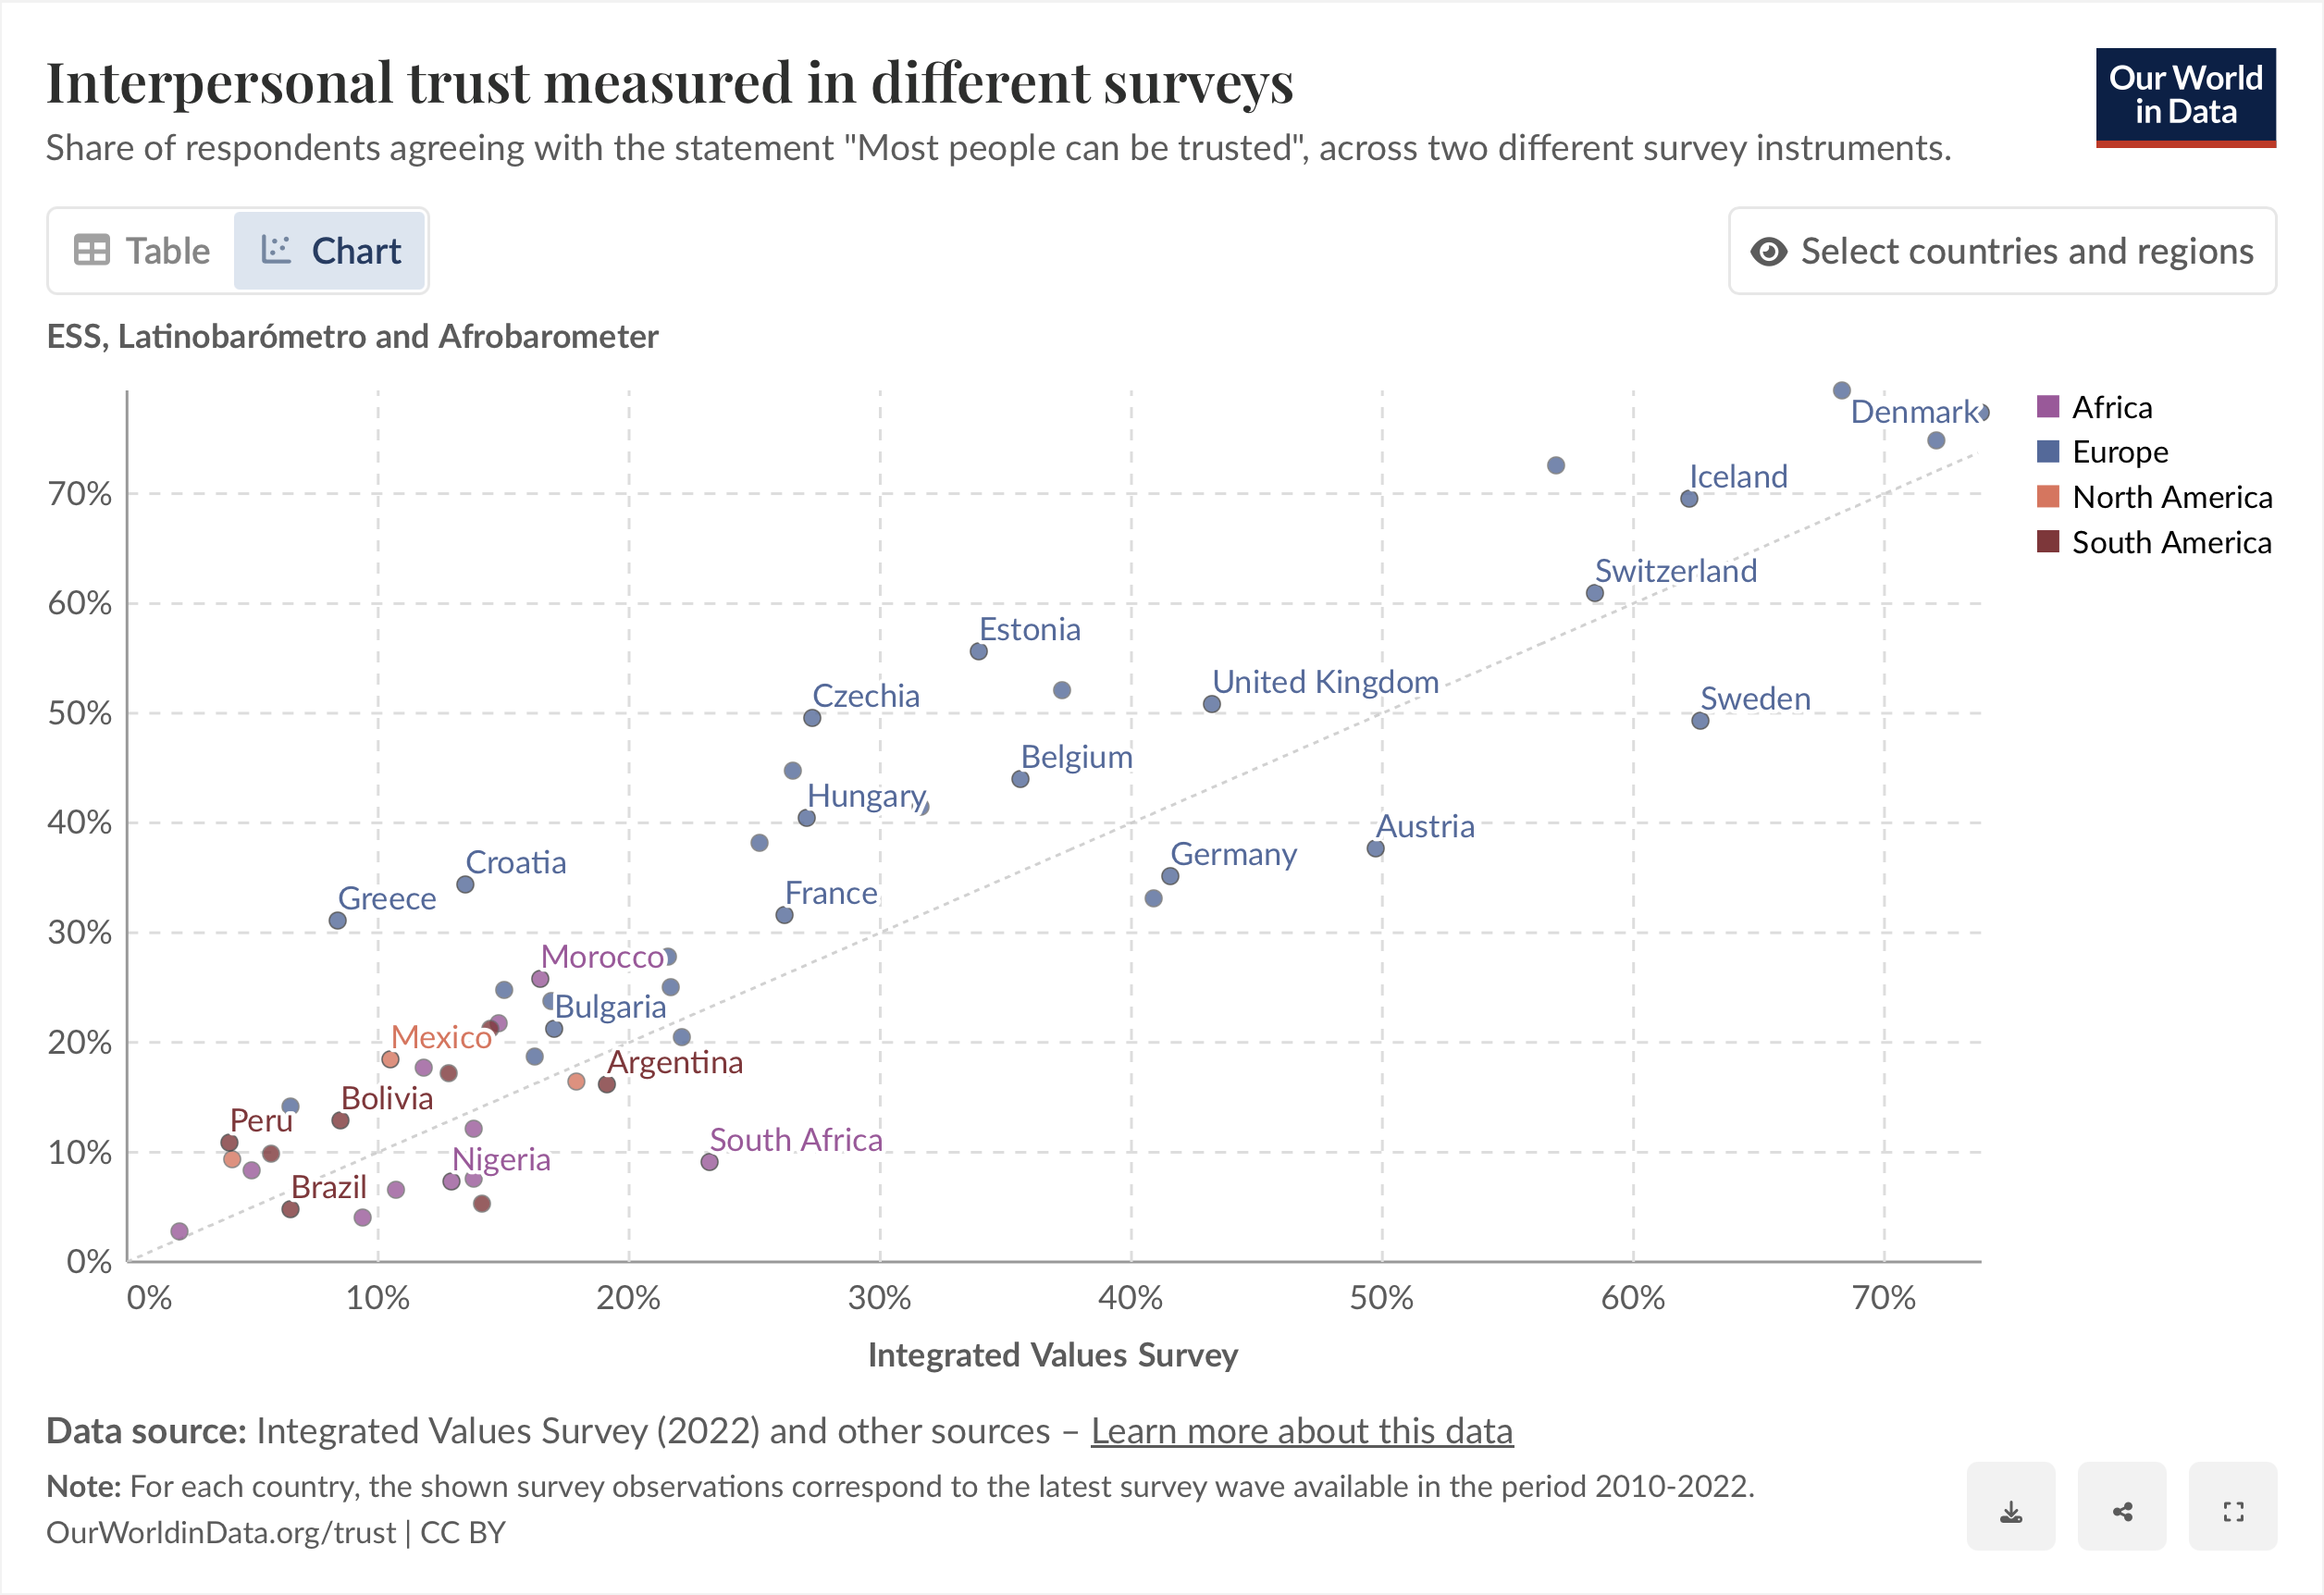 Interpersonal trust measured in different surveys
Our World
in Data
Share of respondents agreeing with the statement "Most people can be trusted", across two different survey instruments.
Table
Chart
Select countries and regions
ESS, Latinobarómetro and Afrobarometer
70%
60%
50%
40%
30%
20%
10%
0%
Denmark
Iceland
Switzerland
Estonia
United Kingdom
Czechia
Sweden
Belgium
Hungary
Austria
Germany
Croatia
France
Greece
Morocco
Bulgaria
Mexico
Argentina
Bolivia
Peru
South Africa
Nigeria
Brazil
Africa
Europe
North America
South America
0%
10%
20%
30%
40%
50%
60%
70%
Integrated Values Survey
Data source: Integrated Values Survey (2022) and other sources – Learn more about this data
Note: For each country, the shown survey observations correspond to the latest survey wave available in the period 2010-2022.
OurWorldinData.org/trust | CC BY